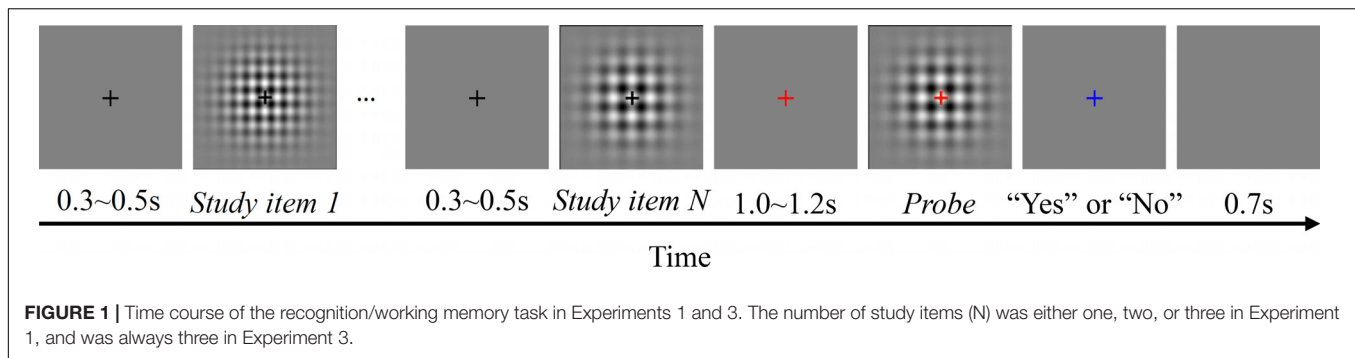 ...
0.3~0.5s Study item 1 0.3~0.5s Study item N 1.0~1.2s Probe “Yes” or “No” 0.7s
Time
FIGURE 1 | Time course of the recognition/working memory task in Experiments 1 and 3. The number of study items (N) was either one, two, or three in Experiment
1, and was always three in Experiment 3.